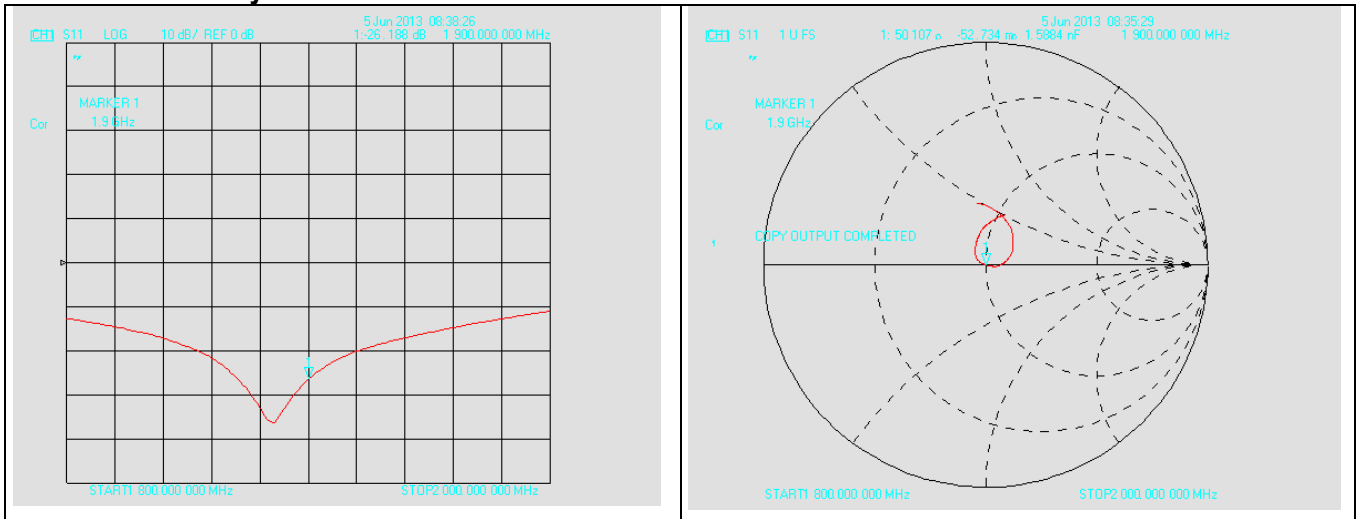 5 Jun 2013 08:38:26
CH1 S11 LOG 10 dB/ REF 0 dB 1:-26.188 dB 1 900.000 000 MHz
MARKER 1
1.9 GHz
Cor
1
START1 800.000 000 MHz STOP2 000.000 000 MHz
5 Jun 2013 08:35:29
CH1 S11 1 U FS 1: 50.107 Ω -52.734 mΩ 1.5884 nF 1 900.000 000 MHz
MARKER 1
1.9 GHz
Cor
COPY OUTPUT COMPLETED
1
START1 800.000 000 MHz STOP2 000.000 000 MHz